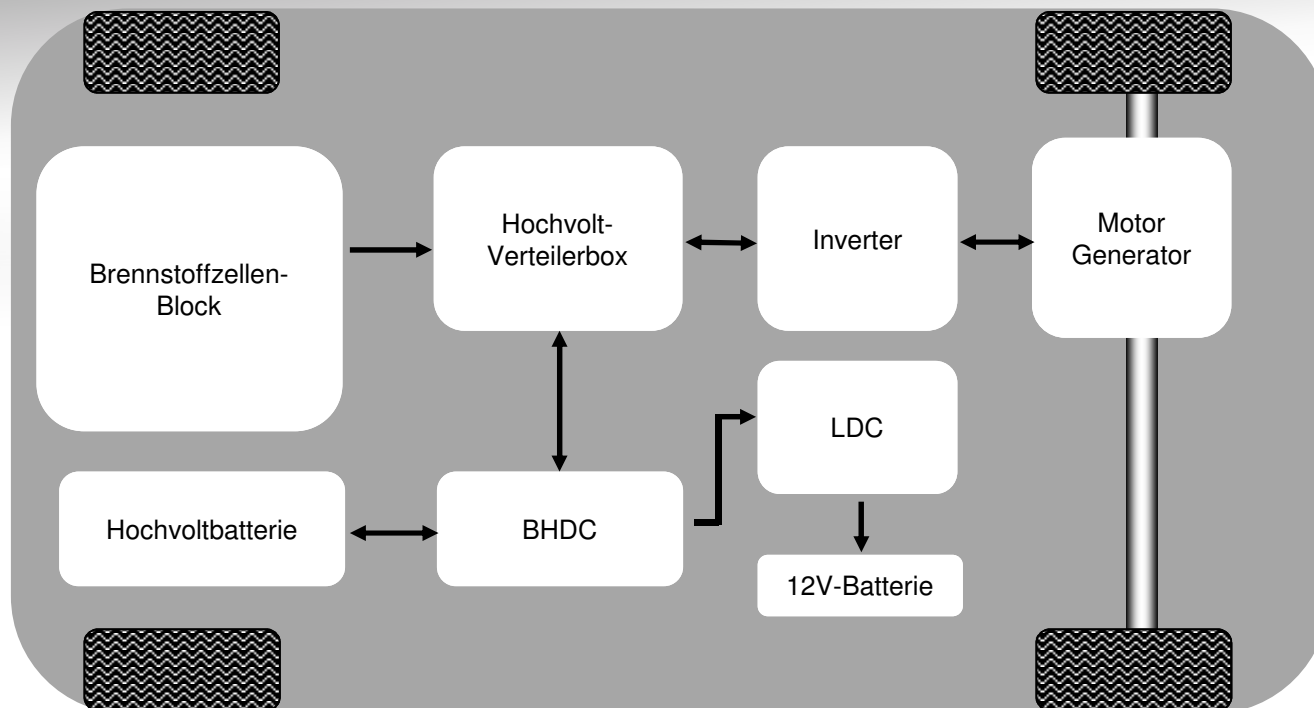 Brennstoffzellen-
Block
Hochvolt-
Verteilerbox
Inverter
Motor
Generator
LDC
Hochvoltbatterie
BHDC
12V-Batterie